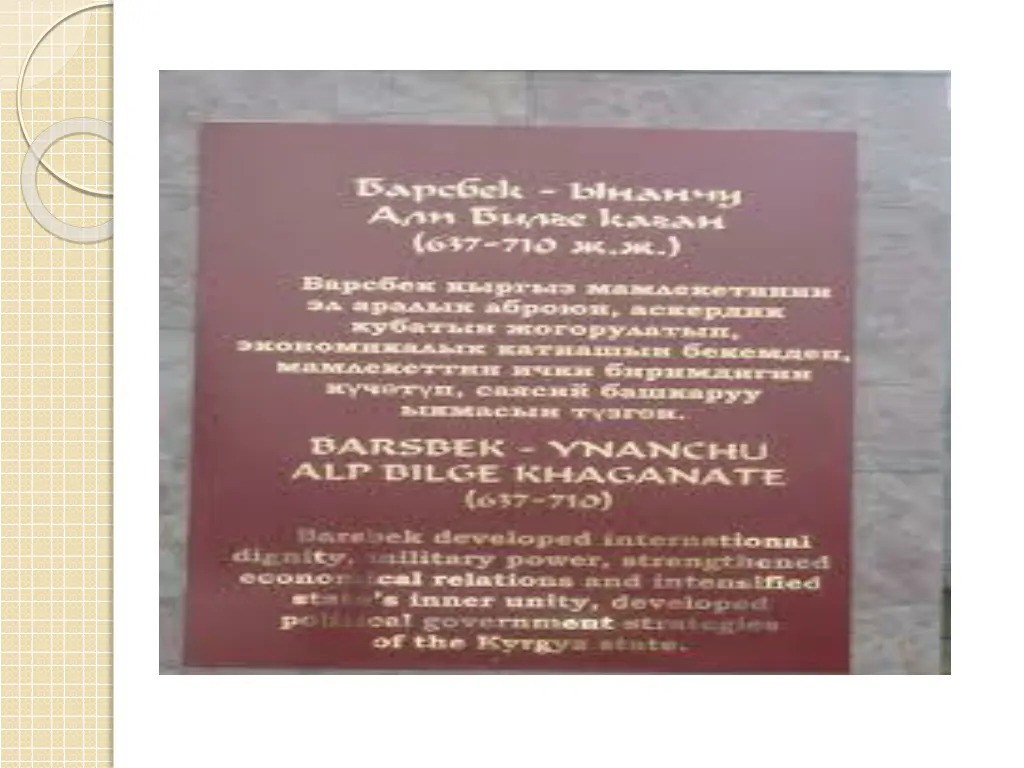 Барсбек - Ынанчу
Алп Билге каган
(637-710 ж.ж.)
Барсбек кыргыз мамлекетинин
эл аралык аброюн, аскердик
кубатын жогорулатып,
экономикалык катнашын бекемдеп,
мамлекеттин ички биримдигин
күчөтүп, саясий башкаруу
ыкмасын түзгөн.
BARSBEK - YNANCHU
ALP BILGE KHAGANATE
(637-710)
Barsbek developed international
dignity, military power, strengthened
economical relations and intensified
state's inner unity, developed
political government strategies
of the Kyrgyz state.